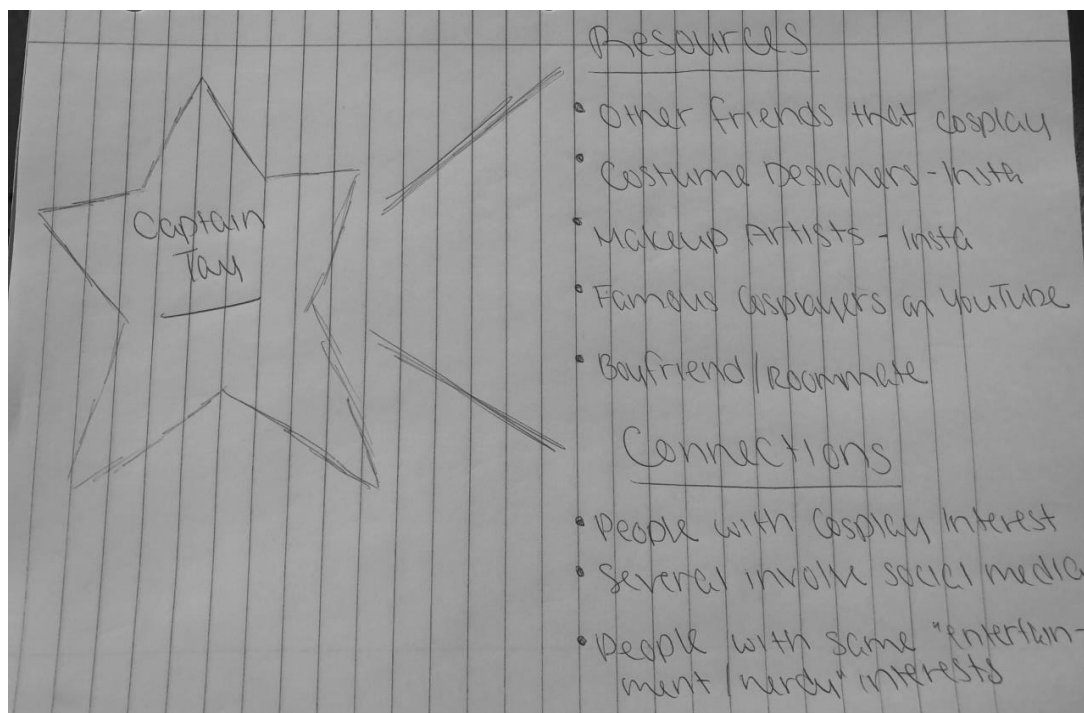 Captain
Tay
Resources
• Other friends that cosplay
• Costume Designers - Insta
• Makeup Artists - Insta
• Famous Cosplayers on YouTube
• Boyfriend/Roommate
Connections
• People with Cosplay Interest
• Several involve social media
• People with same "entertain-
ment/nerdy" interests